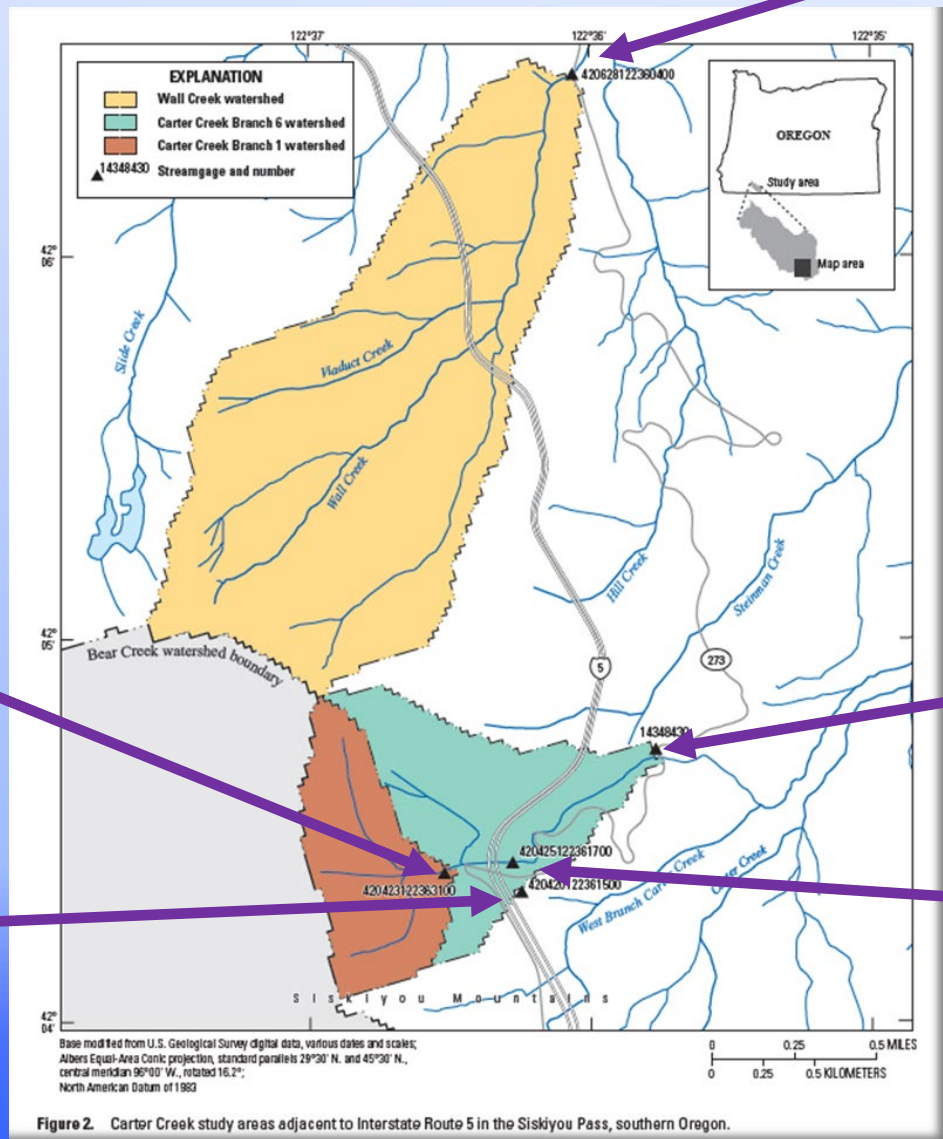 122°37'
122°36'
122°35'
EXPLANATION
Wall Creek watershed
Carter Creek Branch 6 watershed
Carter Creek Branch 1 watershed
14348430 Streamgage and number
420628122360400
OREGON
Study area
Map area
42°
06'
Slide Creek
Viaduct Creek
Wall Creek
Hill Creek
Steinman Creek
42°
05'
Bear Creek watershed boundary
5
273
14348430
420425122361700
420423122363100
420420122361500
West Branch Carter Creek
Carter Creek
Siskiyou Mountains
42°
04'
Base modified from U.S. Geological Survey digital data, various dates and scales;
Albers Equal-Area Conic projection, standard parallels 29°30' N. and 45°30' N.,
central meridian 96°00' W., rotated 16.2°;
North American Datum of 1983
0 0.25 0.5 MILES
0 0.25 0.5 KILOMETERS
Figure 2. Carter Creek study areas adjacent to Interstate Route 5 in the Siskiyou Pass, southern Oregon.